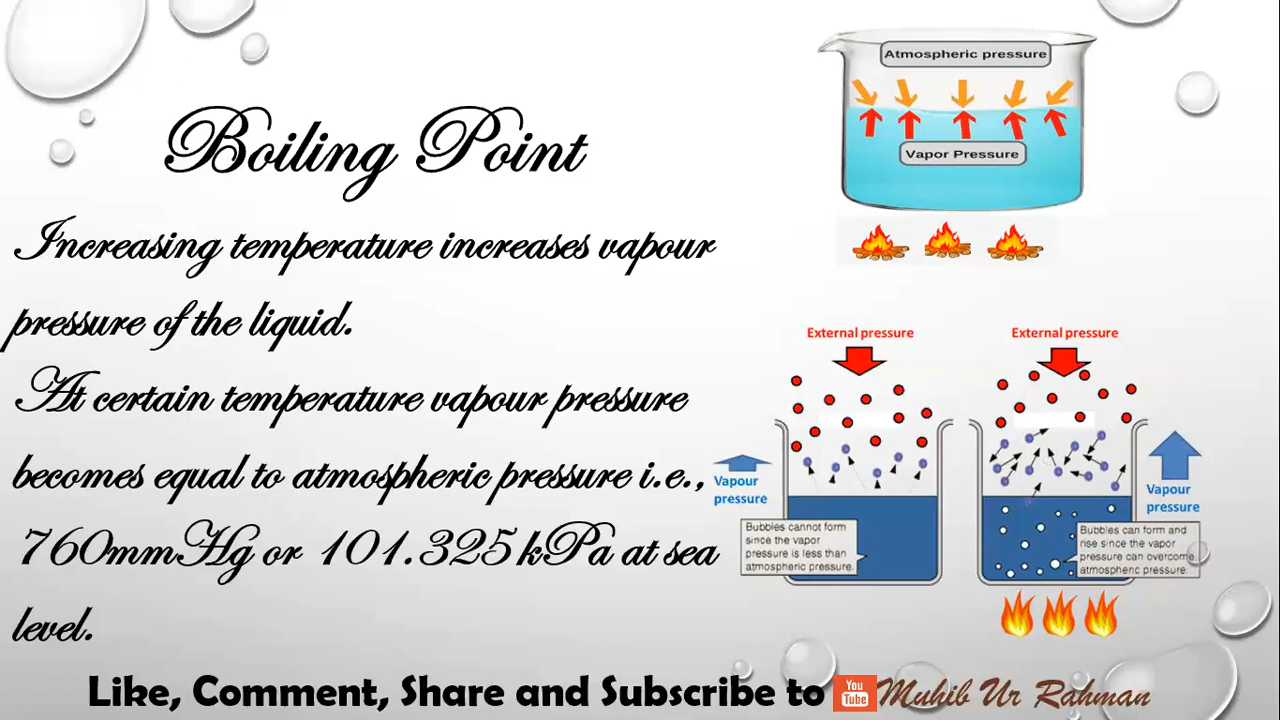 Boiling Point
Increasing temperature increases vapour
pressure of the liquid.
At certain temperature vapour pressure
becomes equal to atmospheric pressure i.e.,
760mmHg or 101.325kPa at sea
level.
Atmospheric pressure
Vapor Pressure
External pressure
Vapour
pressure
Bubbles cannot form
since the vapor
pressure is less than
atmospheric pressure.
External pressure
Vapour
pressure
Bubbles can form and
rise since the vapor
pressure can overcome
atmospheric pressure.
Like, Comment, Share and Subscribe to You Tube Muhib Ur Rahman